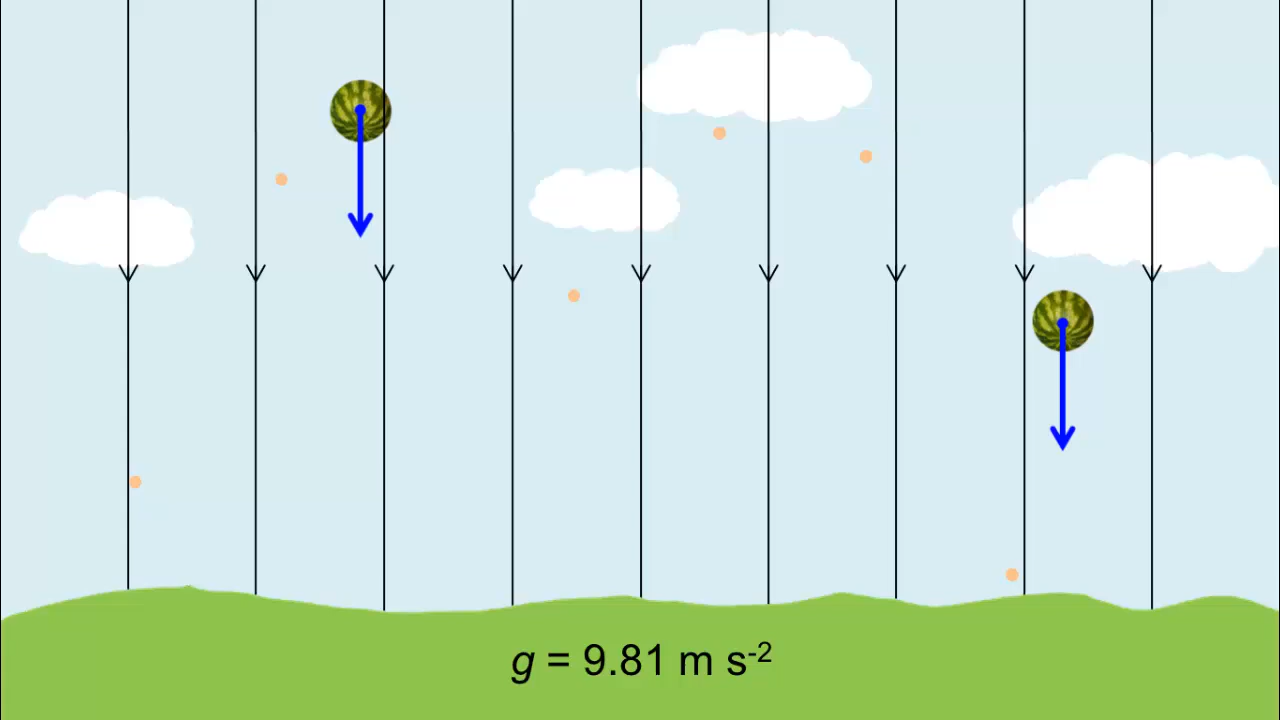 g = 9.81 m s⁻²